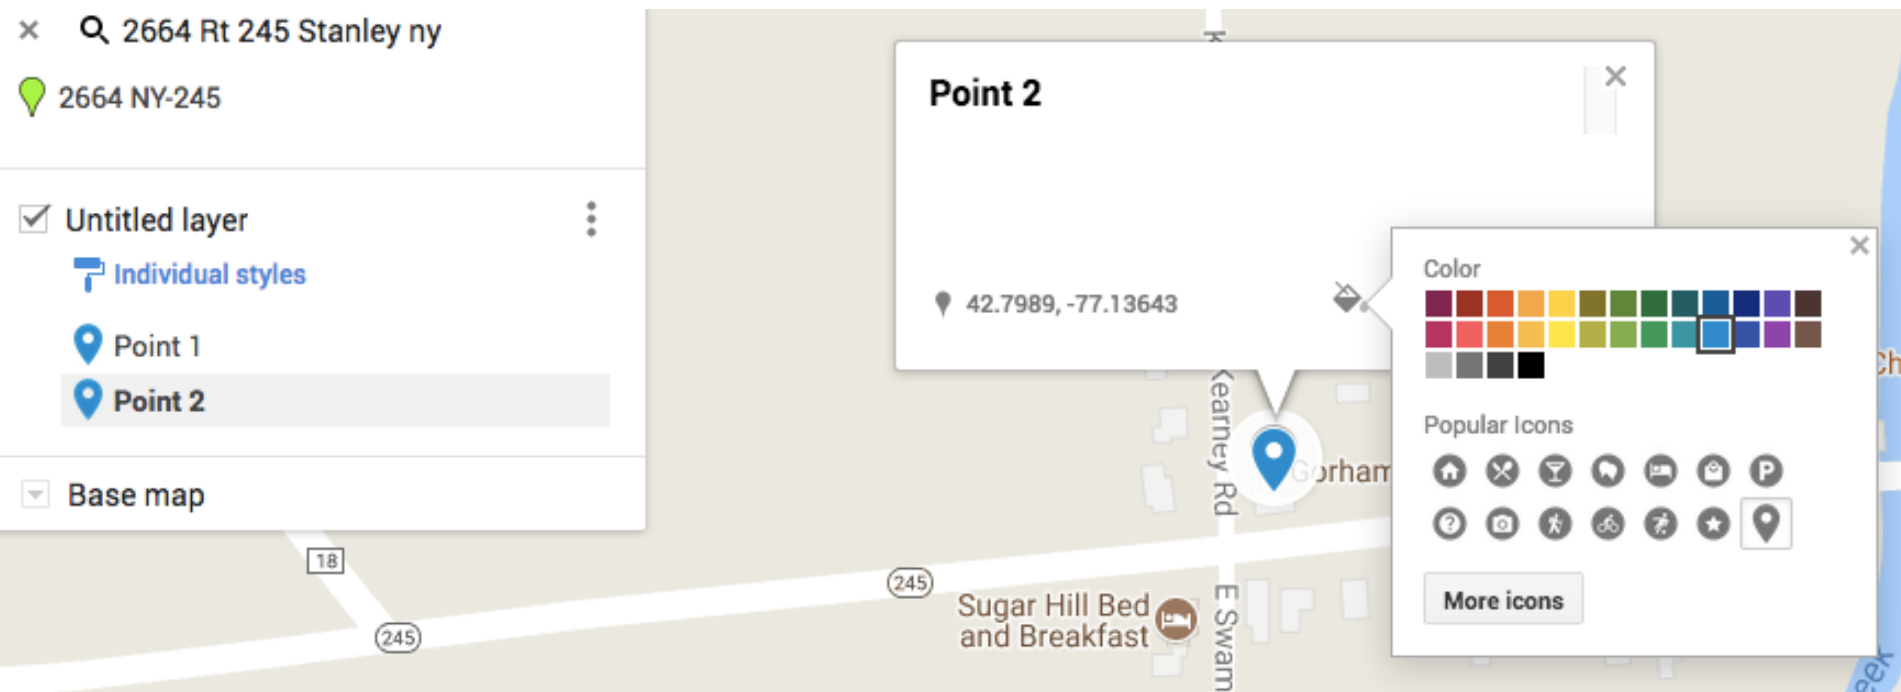 2664 Rt 245 Stanley ny
2664 NY-245
Untitled layer
Individual styles
Point 1
Point 2
Base map
Point 2
42.7989, -77.13643
Color
Popular Icons
P
?
More icons
Kearney Rd
Gorham
18
245
245
Sugar Hill Bed
and Breakfast
E Swam
Ch
eek